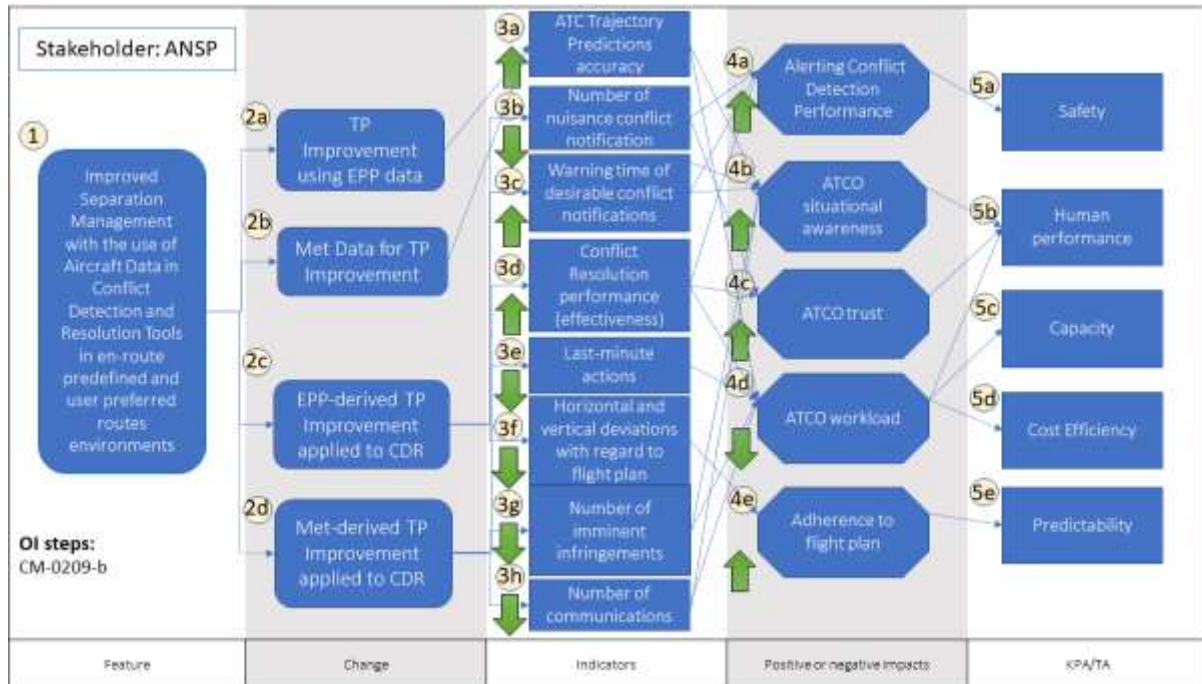 Stakeholder: ANSP
1
Improved
Separation
Management
with the use of
Aircraft Data in
Conflict
Detection and
Resolution Tools
in en-route
predefined and
user preferred
routes
environments
OI steps:
CM-0209-b
2a
TP
Improvement
using EPP data
2b
Met Data for TP
Improvement
2c
EPP-derived TP
Improvement
applied to CDR
2d
Met-derived TP
Improvement
applied to CDR
3a
ATC Trajectory
Predictions
accuracy
3b
Number of
nuisance conflict
notification
3c
Warning time of
desirable conflict
notifications
3d
Conflict
Resolution
performance
(effectiveness)
3e
Last-minute
actions
3f
Horizontal and
vertical deviations
with regard to
flight plan
3g
Number of
imminent
infringements
3h
Number of
communications
4a
Alerting Conflict
Detection
Performance
4b
ATCO
situational
awareness
4c
ATCO trust
4d
ATCO workload
4e
Adherence to
flight plan
5a
Safety
5b
Human
performance
5c
Capacity
5d
Cost Efficiency
5e
Predictability
Feature
Change
Indicators
Positive or negative impacts
KPA/TA